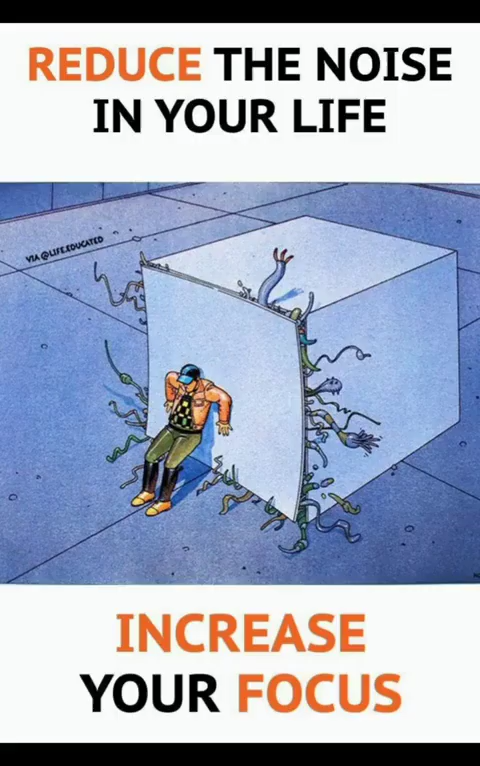 REDUCE THE NOISE
IN YOUR LIFE
VIA @LIFE.EDUCATED
INCREASE
YOUR FOCUS